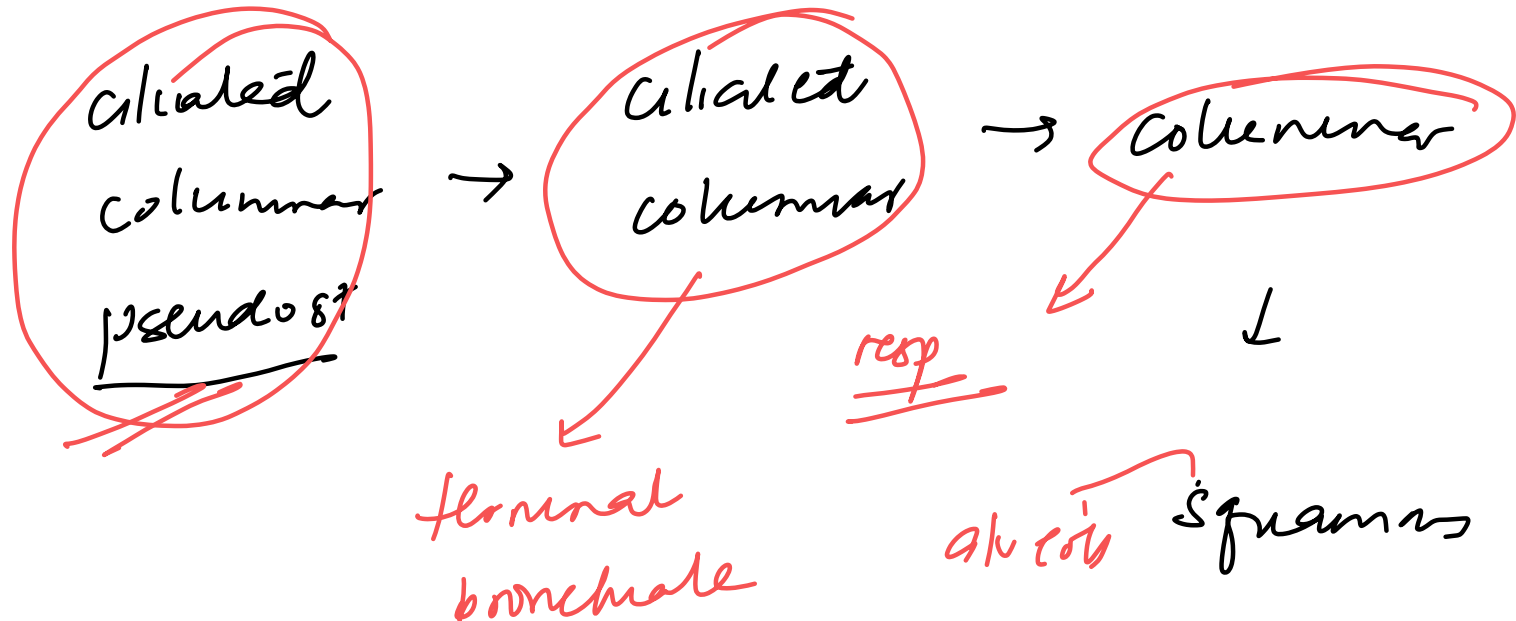 ciliated
columnar
pseudost
→
ciliated
columnar
→
columnar
↓
resp
terminal
bronchiole
alveoli
squamous